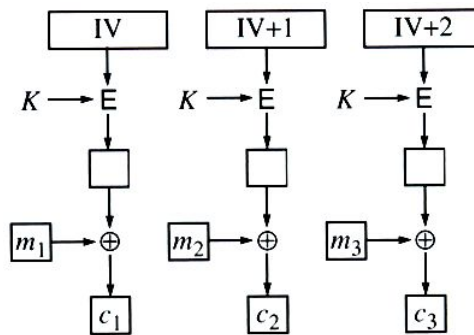 IV IV+1 IV+2
K E K E K E
m₁ ⊕ m₂ ⊕ m₃ ⊕
c₁ c₂ c₃